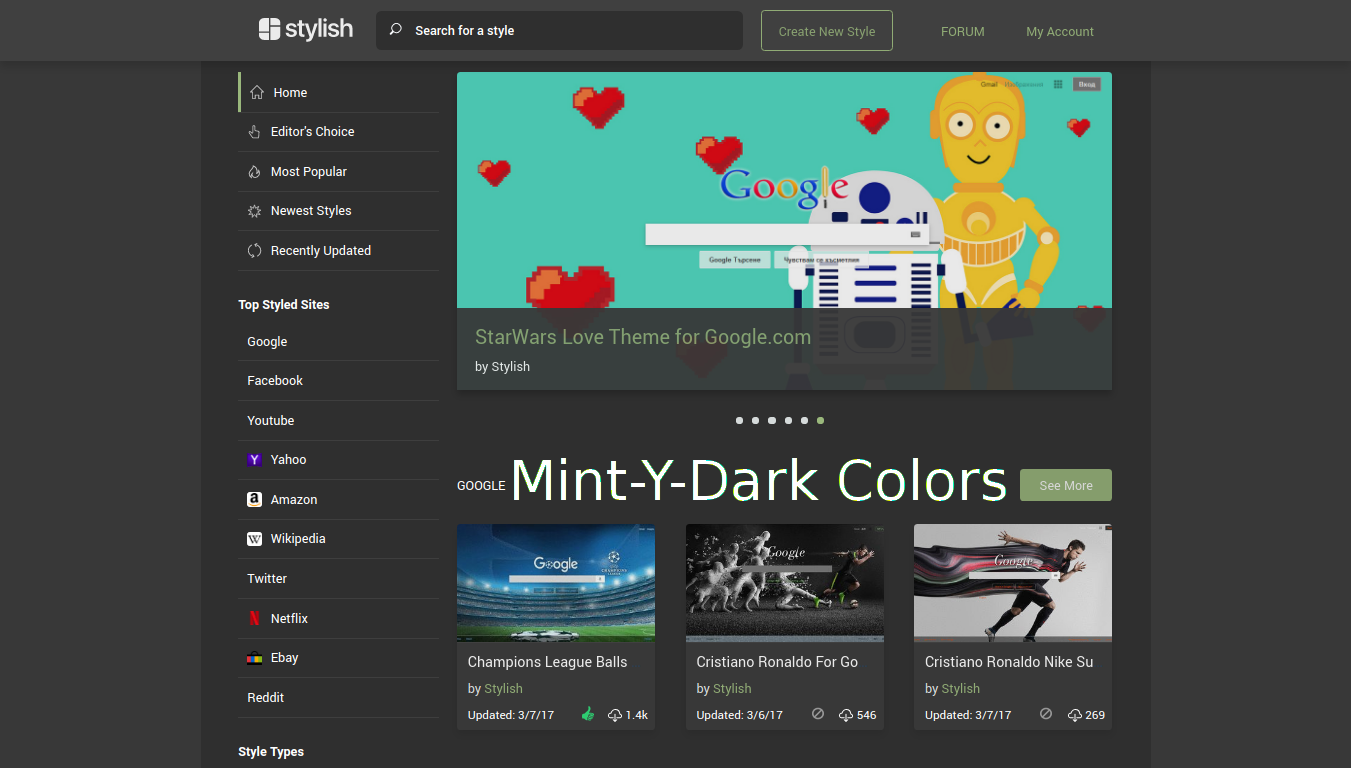 stylish
Search for a style
Create New Style
FORUM
My Account
Home
Editor's Choice
Most Popular
Newest Styles
Recently Updated
Top Styled Sites
Google
Facebook
Youtube
Yahoo
Amazon
Wikipedia
Twitter
Netflix
Ebay
Reddit
Style Types
Gmail
Изображения
Вход
Google
Google Търсене
Чувствам се късметлия
StarWars Love Theme for Google.com
by Stylish
GOOGLE
Mint-Y-Dark Colors
See More
Google
Google
Google
Champions League Balls
by Stylish
Updated: 3/7/17
1.4k
Cristiano Ronaldo For Go
by Stylish
Updated: 3/6/17
546
Cristiano Ronaldo Nike Su
by Stylish
Updated: 3/7/17
269